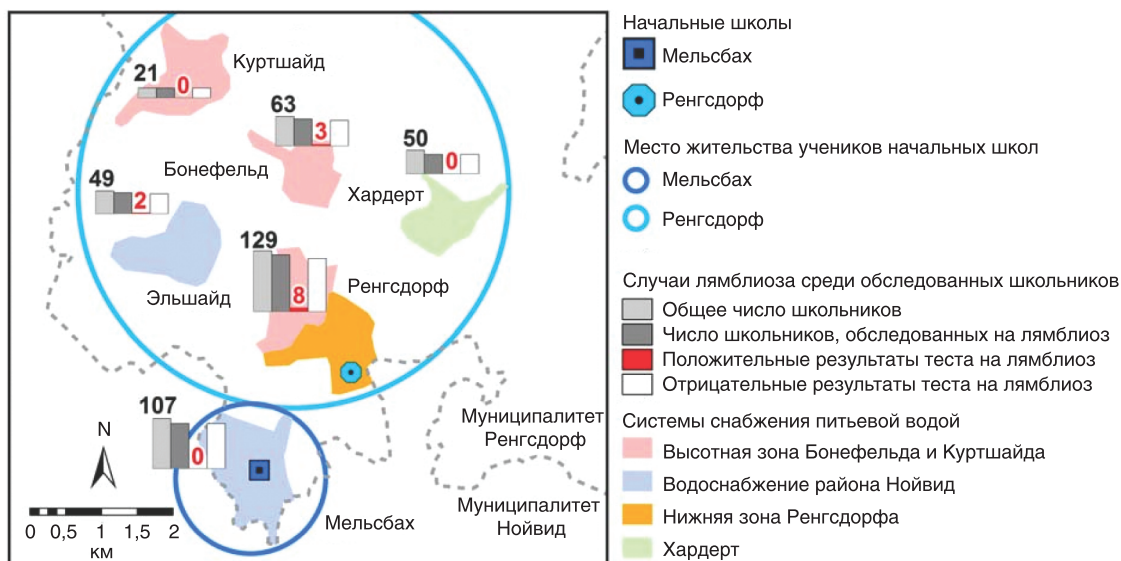 Куртшайд
21
0
63
3
Бонефельд
50
0
Хардерт
49
2
129
8
Эльшайд
Ренгсдорф
107
0
N
Муниципалитет
Ренгсдорф
Муниципалитет
Нойвид
Мельсбах
0 0,5 1 2
км
Начальные школы
Мельсбах
Ренгсдорф
Место жительства учеников начальных школ
Мельсбах
Ренгсдорф
Случаи лямблиоза среди обследованных школьников
Общее число школьников
Число школьников, обследованных на лямблиоз
Положительные результаты теста на лямблиоз
Отрицательные результаты теста на лямблиоз
Системы снабжения питьевой водой
Высотная зона Бонефельда и Куртшайда
Водоснабжение района Нойвид
Нижняя зона Ренгсдорфа
Хардерт